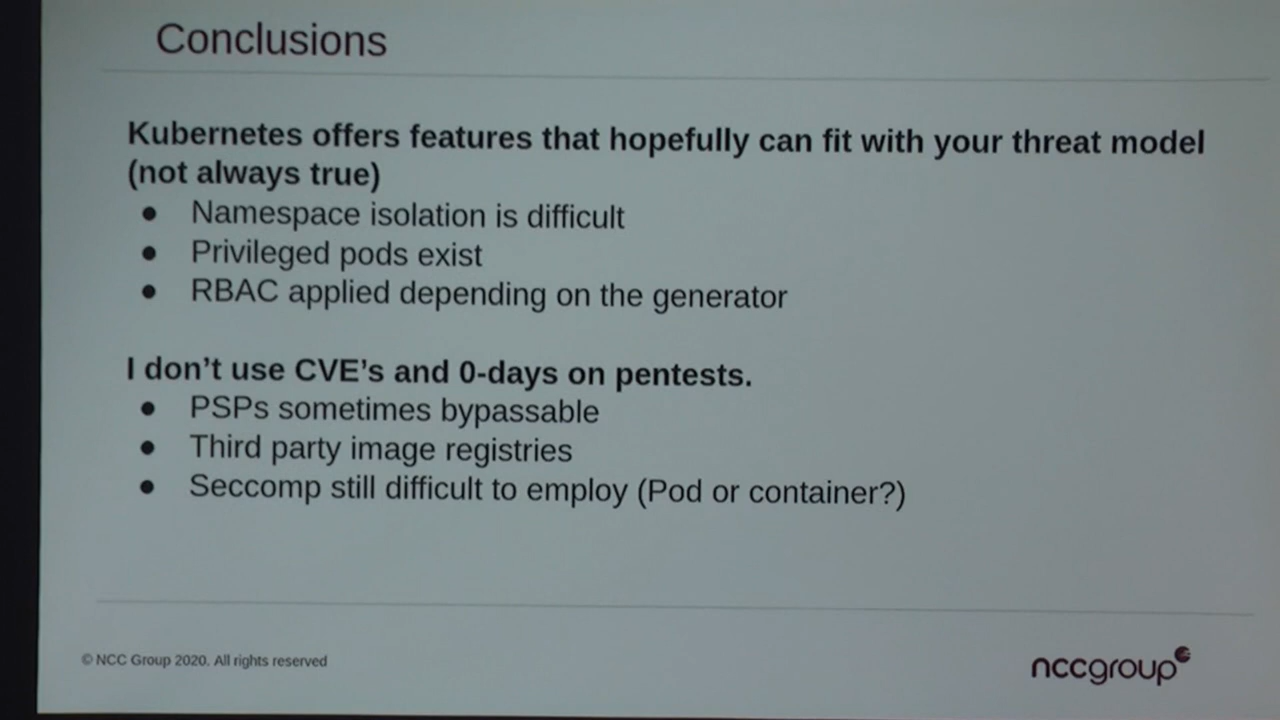 Conclusions
Kubernetes offers features that hopefully can fit with your threat model
(not always true)
● Namespace isolation is difficult
● Privileged pods exist
● RBAC applied depending on the generator
I don’t use CVE’s and 0-days on pentests.
● PSPs sometimes bypassable
● Third party image registries
● Seccomp still difficult to employ (Pod or container?)
© NCC Group 2020. All rights reserved
nccgroup